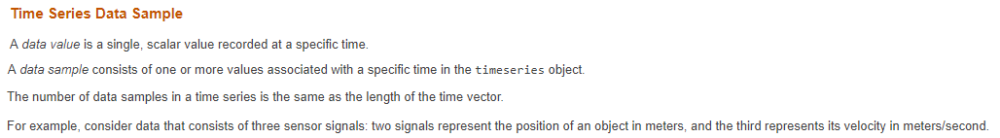 Time Series Data Sample
A data value is a single, scalar value recorded at a specific time.
A data sample consists of one or more values associated with a specific time in the timeseries object.
The number of data samples in a time series is the same as the length of the time vector.
For example, consider data that consists of three sensor signals: two signals represent the position of an object in meters, and the third represents its velocity in meters/second.